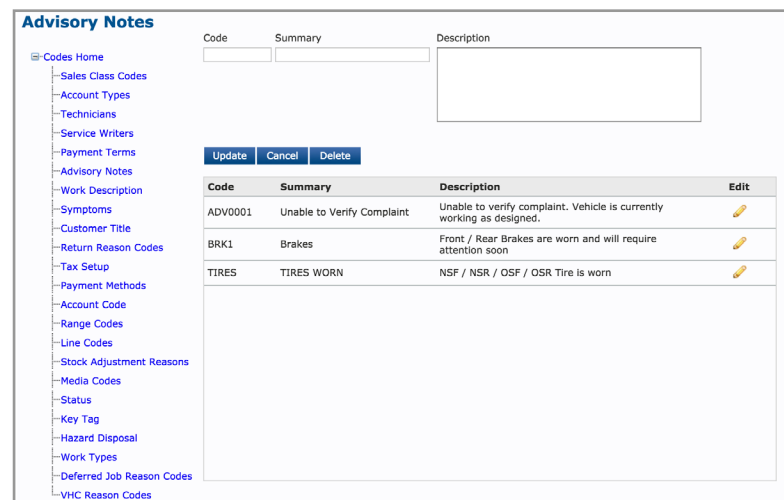 Advisory Notes
Code Summary Description
Codes Home
Sales Class Codes
Account Types
Technicians
Service Writers
Payment Terms
Advisory Notes
Work Description
Symptoms
Customer Title
Return Reason Codes
Tax Setup
Payment Methods
Account Code
Range Codes
Line Codes
Stock Adjustment Reasons
Media Codes
Status
Key Tag
Hazard Disposal
Work Types
Deferred Job Reason Codes
VHC Reason Codes
Update Cancel Delete
Code Summary Description Edit
ADV0001 Unable to Verify Complaint Unable to verify complaint. Vehicle is currently
working as designed.
BRK1 Brakes Front / Rear Brakes are worn and will require
attention soon
TIRES TIRES WORN NSF / NSR / OSF / OSR Tire is worn